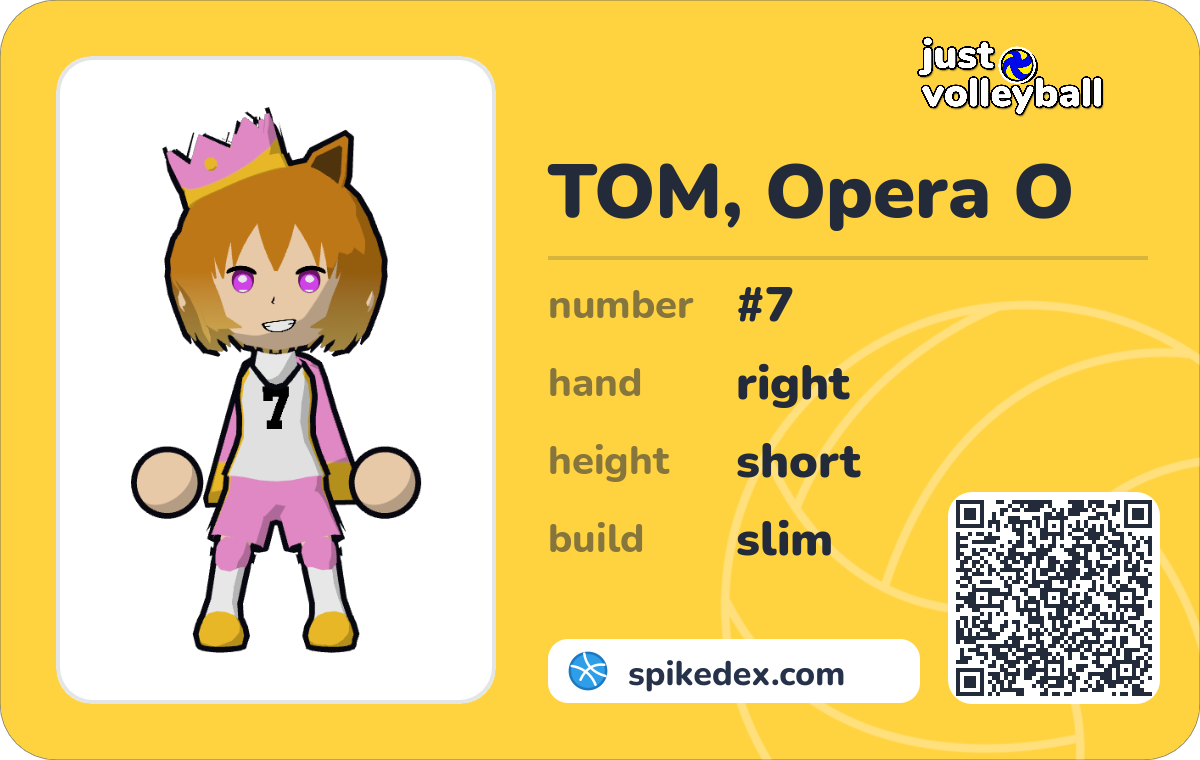 just
volleyball
TOM, Opera O
number #7
hand right
height short
build slim
7
spikedex.com